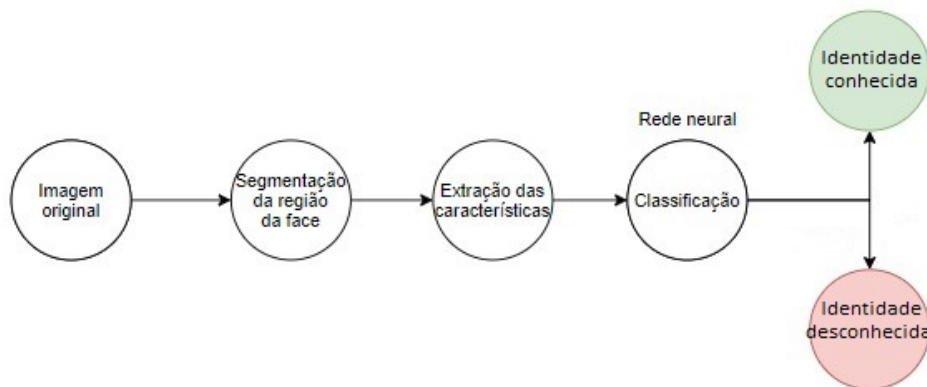 Imagem
original
Segmentação
da região
da face
Extração das
características
Rede neural
Classificação
Identidade
conhecida
Identidade
desconhecida